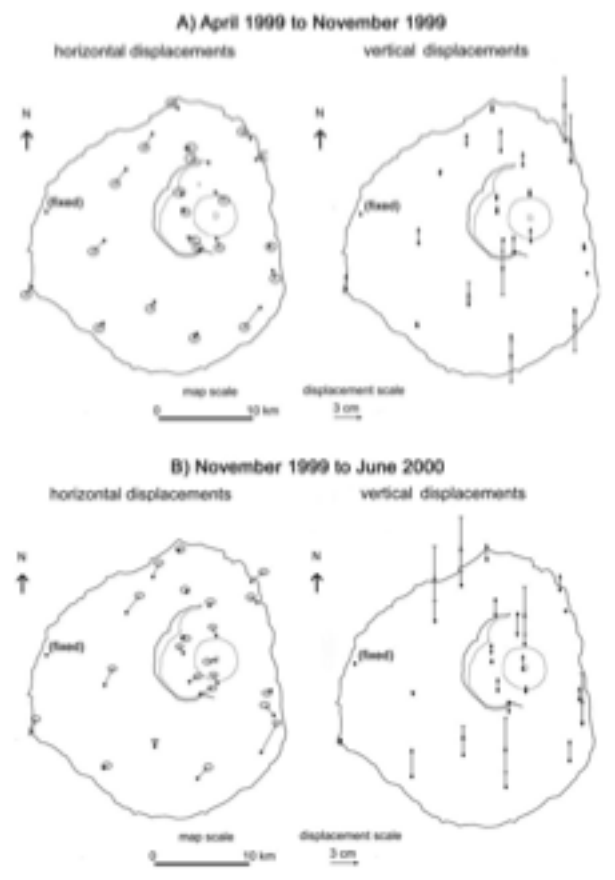 A) April 1999 to November 1999
horizontal displacements
vertical displacements
N
N
(fixed)
(fixed)
map scale
displacement scale
0
10 km
3 cm
B) November 1999 to June 2000
horizontal displacements
vertical displacements
N
N
(fixed)
(fixed)
map scale
displacement scale
0
10 km
3 cm